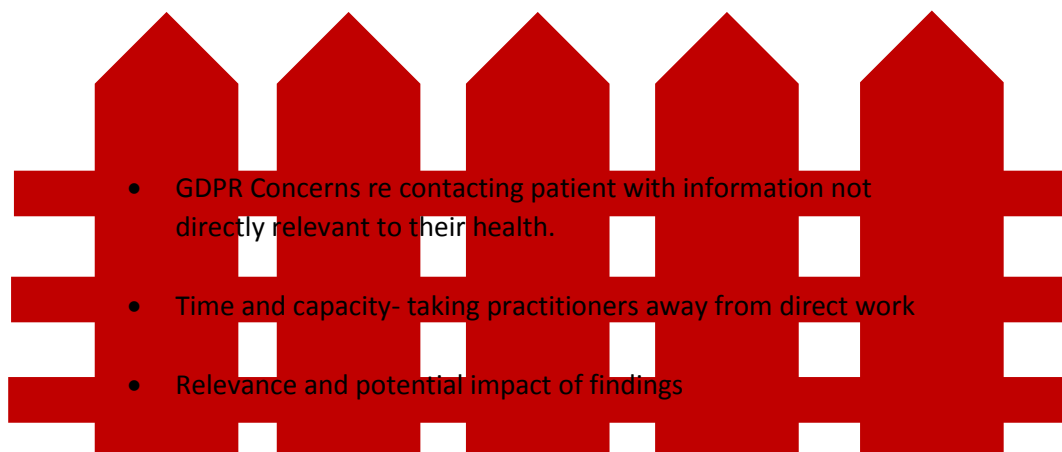 • GDPR Concerns re contacting patient with information not
directly relevant to their health.
• Time and capacity- taking practitioners away from direct work
• Relevance and potential impact of findings